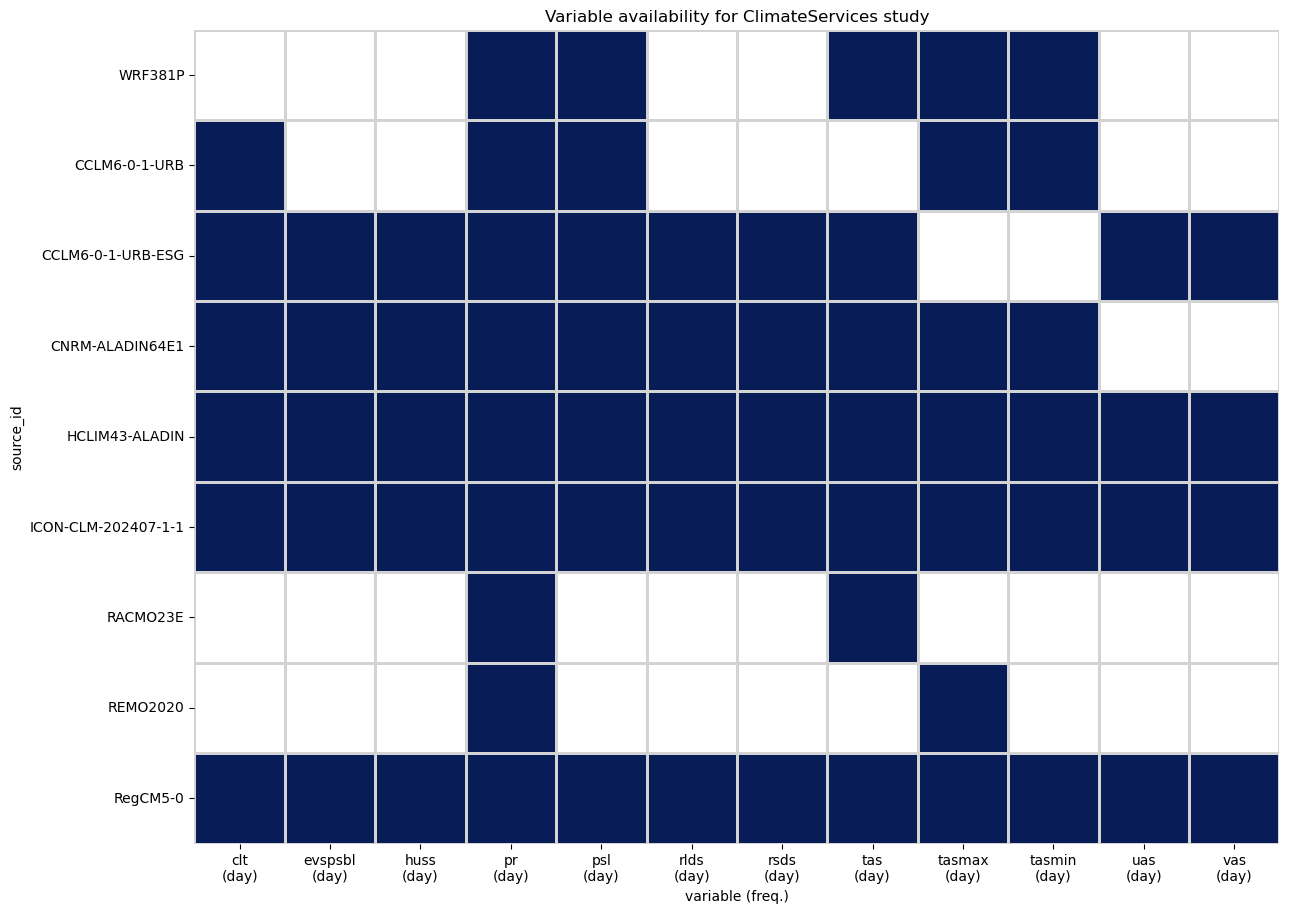 Variable availability for ClimateServices study
source_id
WRF381P
CCLM6-0-1-URB
CCLM6-0-1-URB-ESG
CNRM-ALADIN64E1
HCLIM43-ALADIN
ICON-CLM-202407-1-1
RACMO23E
REMO2020
RegCM5-0
clt
(day)
evspsbl
(day)
huss
(day)
pr
(day)
psl
(day)
rlds
(day)
rsds
(day)
tas
(day)
tasmax
(day)
tasmin
(day)
uas
(day)
vas
(day)
variable (freq.)